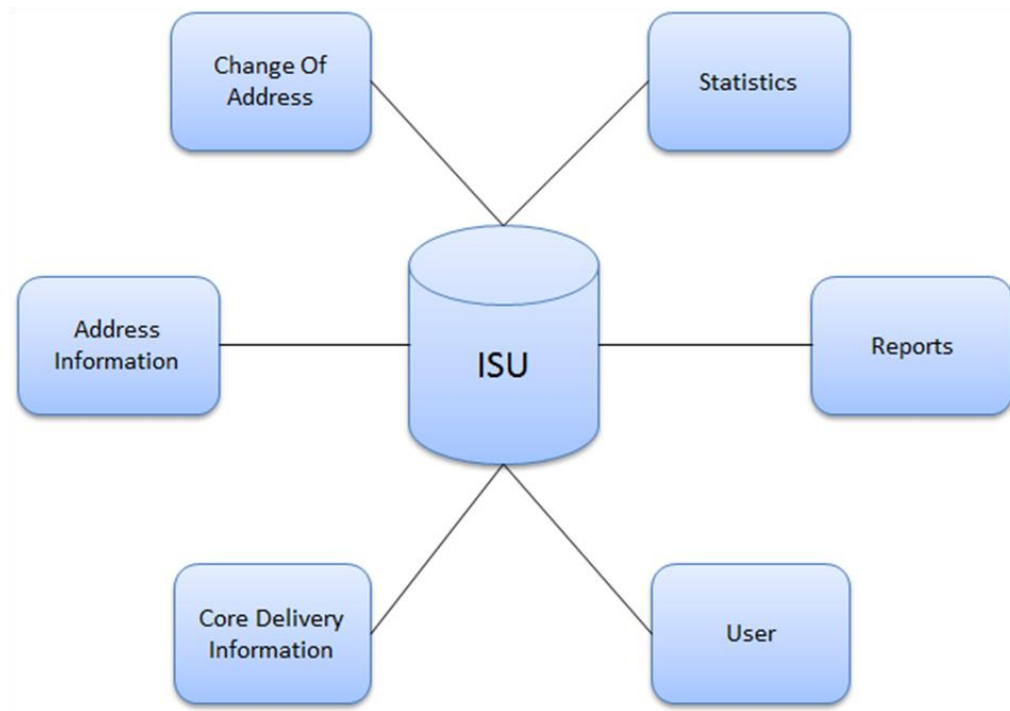 Change Of
Address
Statistics
Address
Information
ISU
Reports
Core Delivery
Information
User